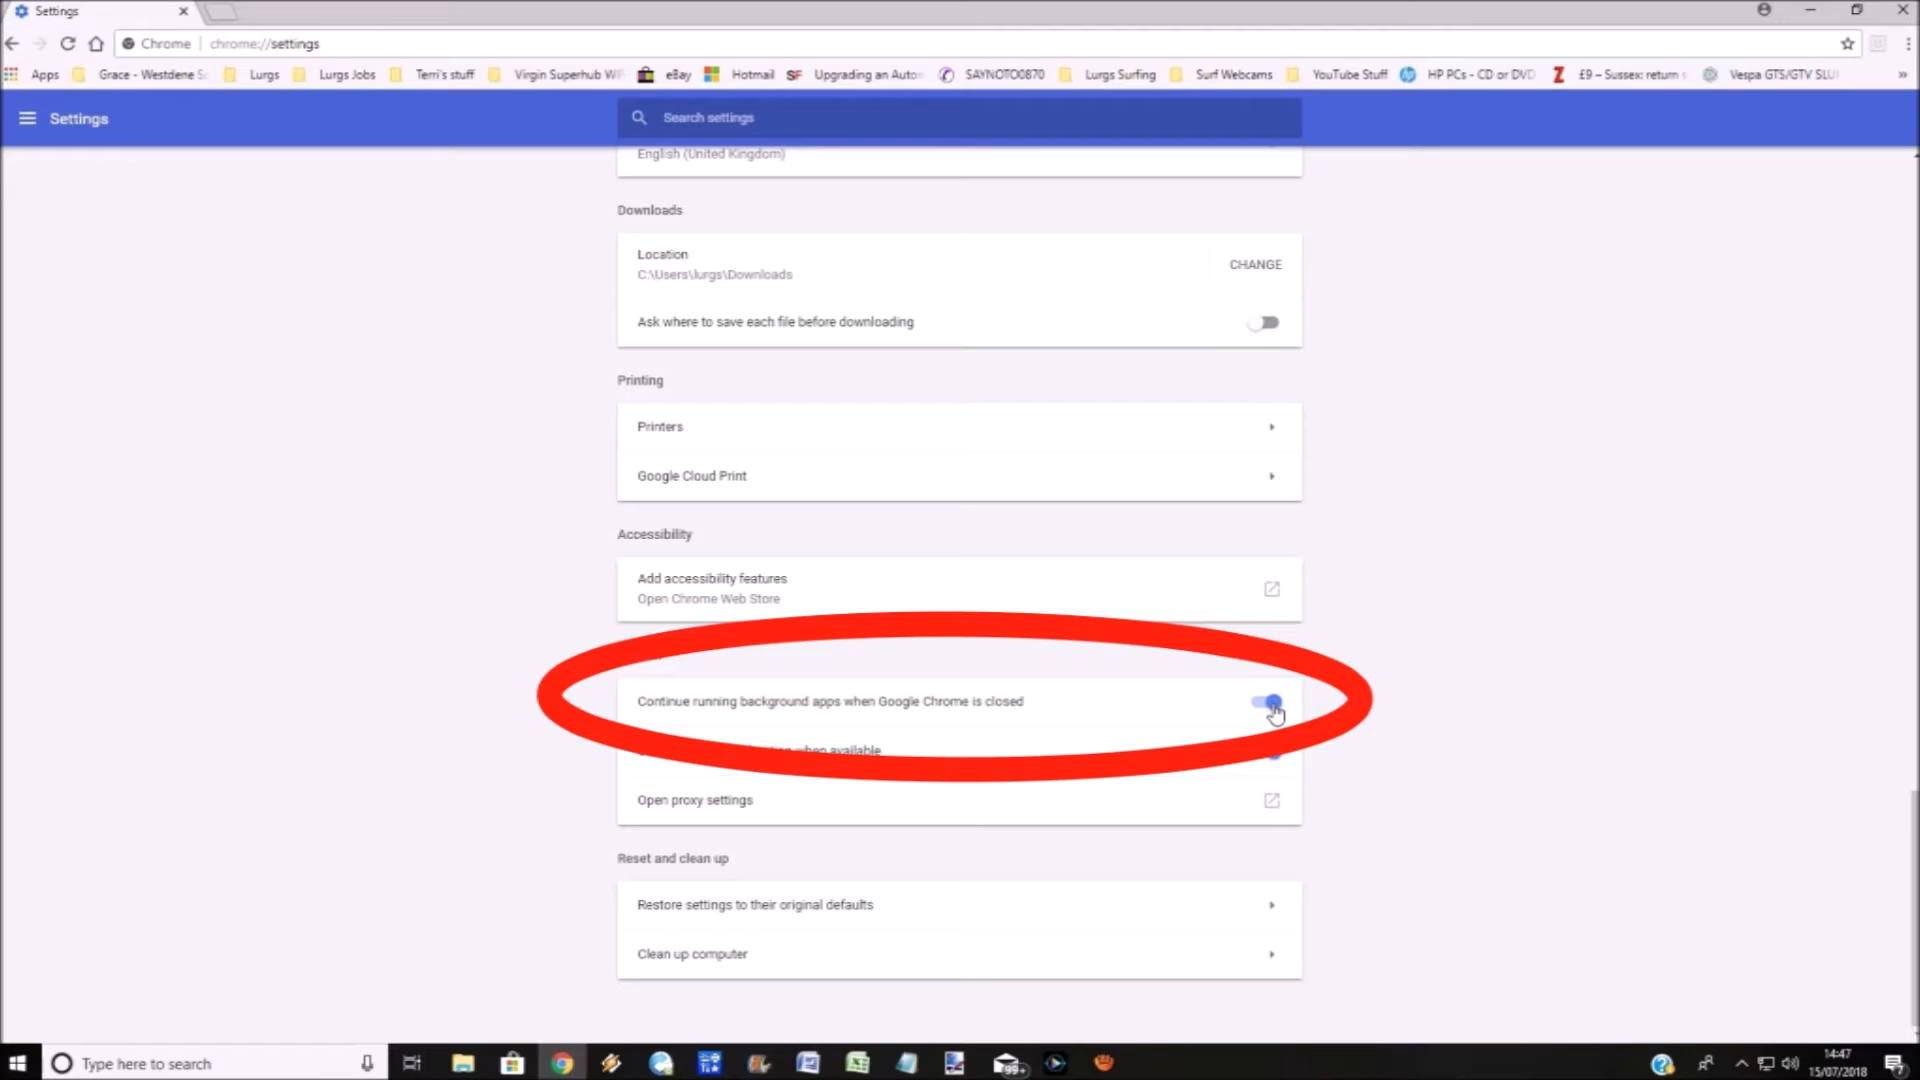 Settings
Chrome | chrome://settings
Apps Grace - Westdene Lurgs Lurgs Jobs Terri's stuff Virgin Superhub eBay Hotmail SF Upgrading an SAYNOTO0870 Lurgs Surfing Surf Webcams YouTube Stuff HP PCs - CD or DVD Z £9 – Sussex: return Vespa GTS/GTV »
Settings
Search settings
English (United Kingdom)
Downloads
Location
C:\Users\lurgs\Downloads
CHANGE
Ask where to save each file before downloading
Printing
Printers
Google Cloud Print
Accessibility
Add accessibility features
Open Chrome Web Store
Continue running background apps when Google Chrome is closed
when available
Open proxy settings
Reset and clean up
Restore settings to their original defaults
Clean up computer
Type here to search
99+
14:47
15/07/2018
7